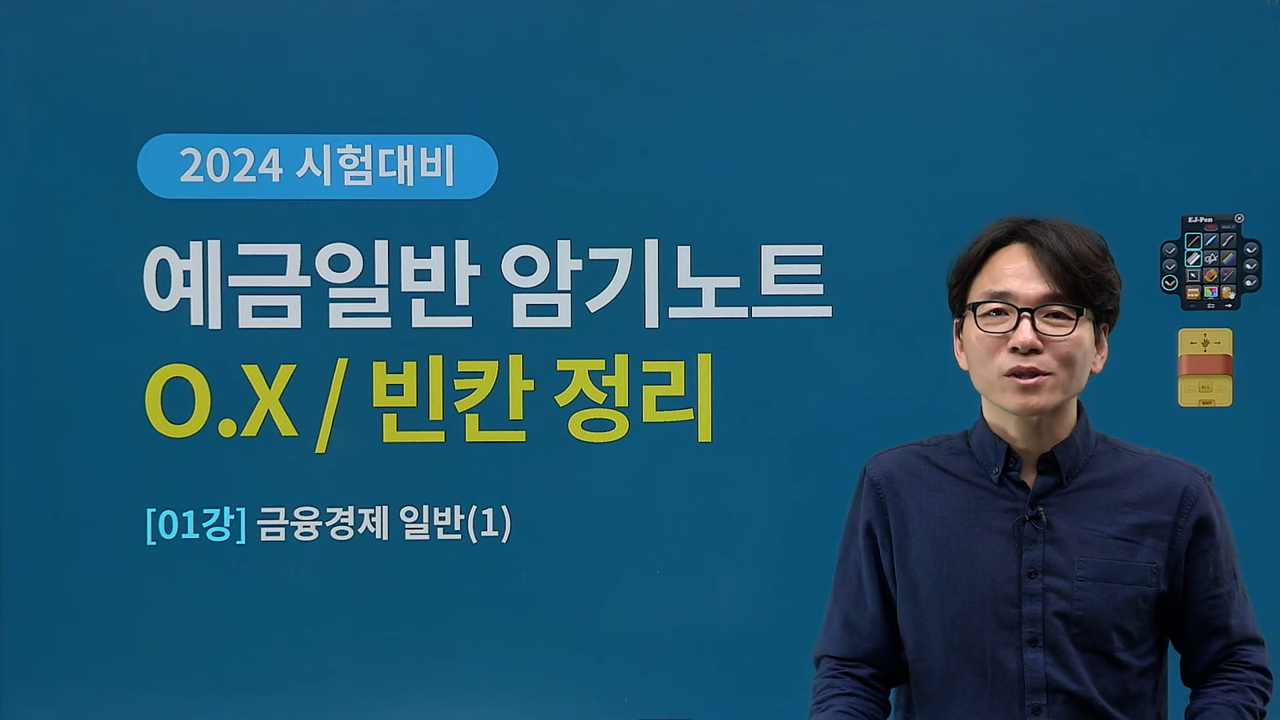 2024 시험대비
예금일반 암기노트
O.X / 빈칸 정리
[01강] 금융경제 일반(1)
EJ-Pen
ALL